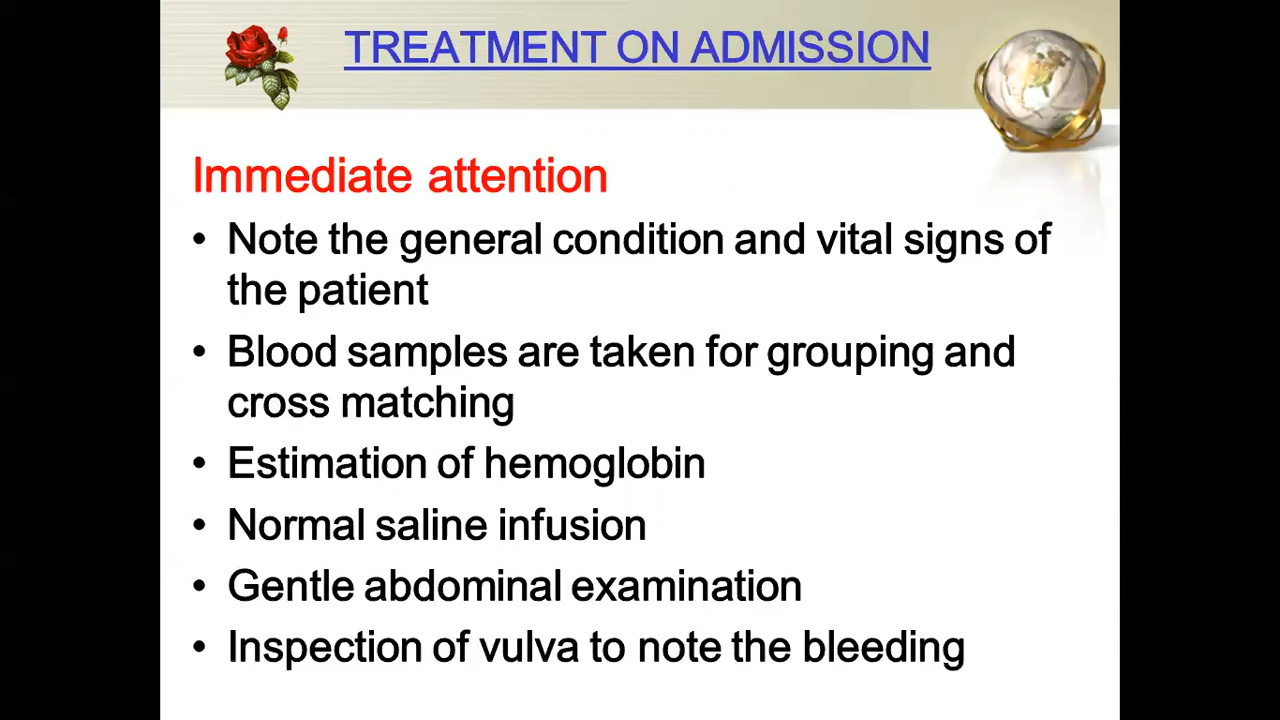 TREATMENT ON ADMISSION
Immediate attention
• Note the general condition and vital signs of
the patient
• Blood samples are taken for grouping and
cross matching
• Estimation of hemoglobin
• Normal saline infusion
• Gentle abdominal examination
• Inspection of vulva to note the bleeding